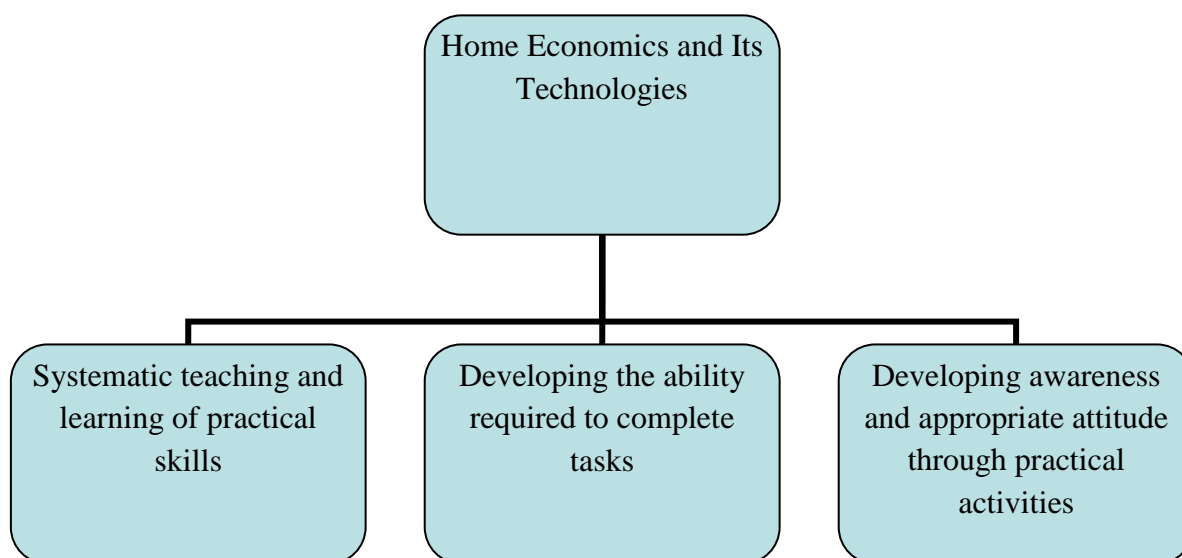 Home Economics and Its
Technologies
Systematic teaching and
learning of practical
skills
Developing the ability
required to complete
tasks
Developing awareness
and appropriate attitude
through practical
activities